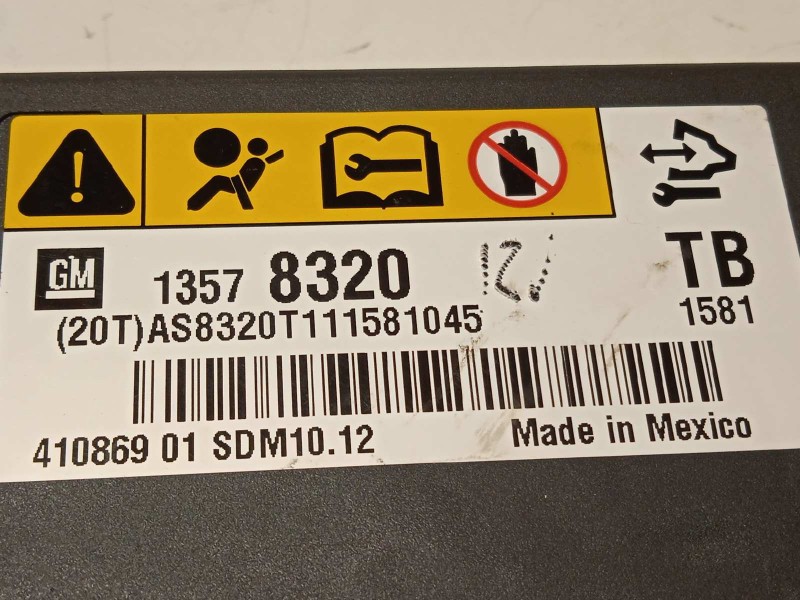 GM 1357 8320 TB
1581
(20T)AS8320T111581045
410869 01 SDM10.12 Made in Mexico